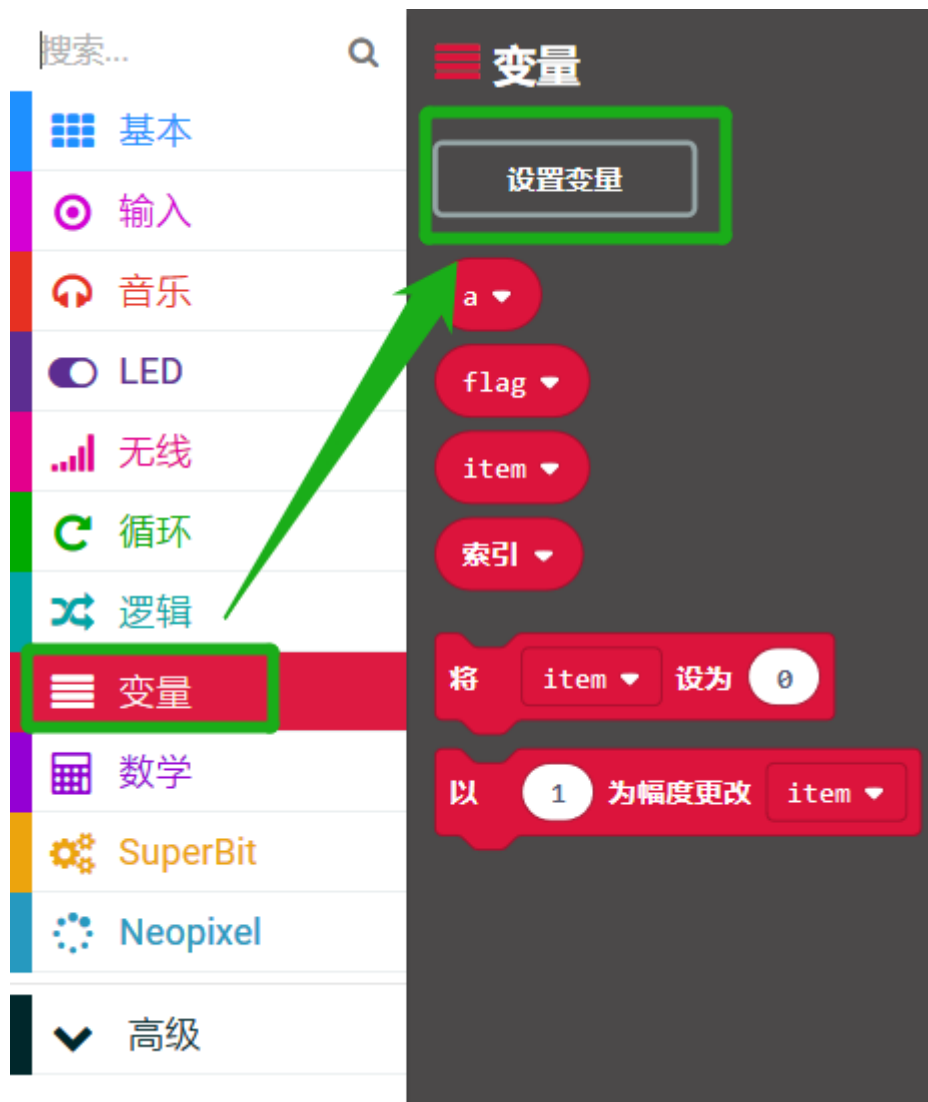 搜索...
基本
输入
音乐
LED
无线
循环
逻辑
变量
数学
SuperBit
Neopixel
高级
变量
设置变量
a
flag
item
索引
将 item 设为 0
以 1 为幅度更改 item